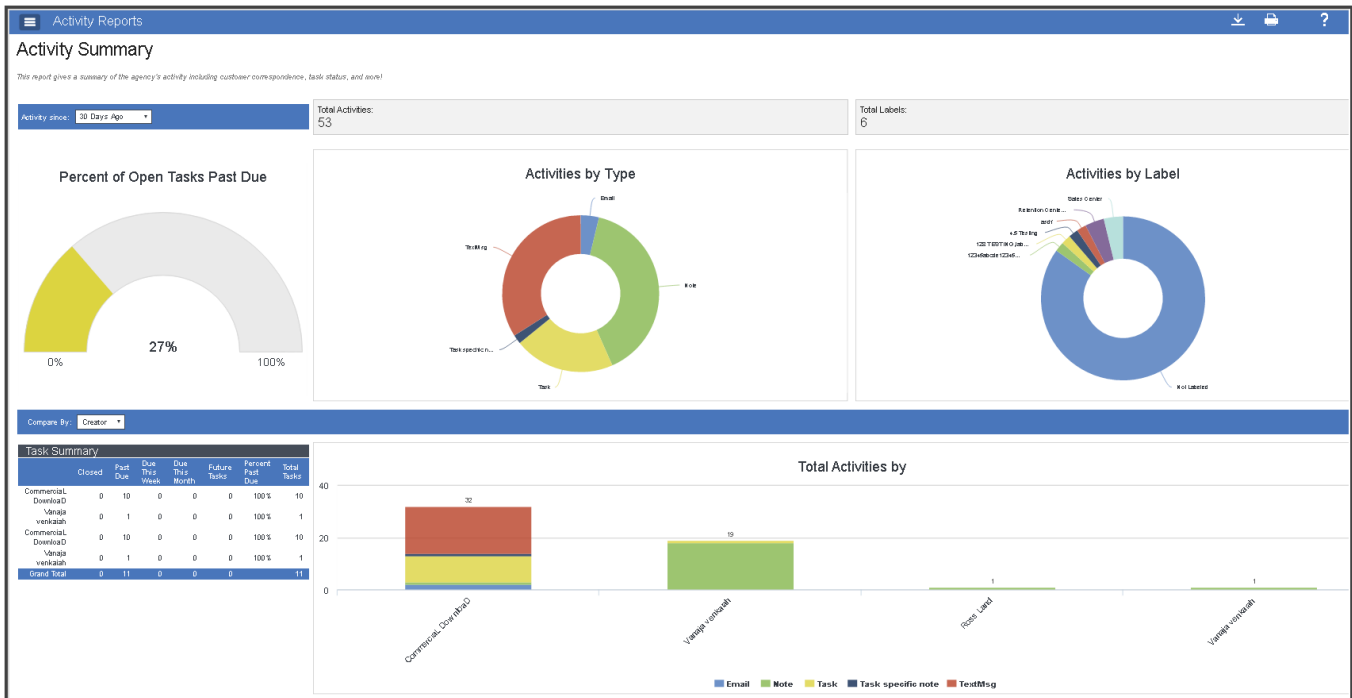 Activity Reports
?
Activity Summary
This report gives a summary of the agency's activity including customer correspondence, task status, and more!
Activity since: 30 Days Ago
Total Activities:
53
Total Labels:
6
Percent of Open Tasks Past Due
27%
0%
100%
Activities by Type
Email
TextMsg
Note
Task specific n...
Task
Activities by Label
Sales Center
Retention Cente...
andY
4.5 Testing
123 TESTING Jab...
Not Labeled
Compare By: Creator
Task Summary
Closed Past Due Due This Week Due This Month Future Tasks Percent Past Due Total Tasks
CommerciaL DownloaD 0 10 0 0 0 100% 10
Vanaja venkaiah 0 1 0 0 0 100% 1
CommerciaL DownloaD 0 10 0 0 0 100% 10
Vanaja venkaiah 0 1 0 0 0 100% 1
Grand Total 0 11 0 0 0 11
Total Activities by
40
20
0
32
19
1
1
CommerciaL DownloaD
Vanaja venkaiah
Ross Land
Vanaja venkaiah
Email Note Task Task specific note TextMsg